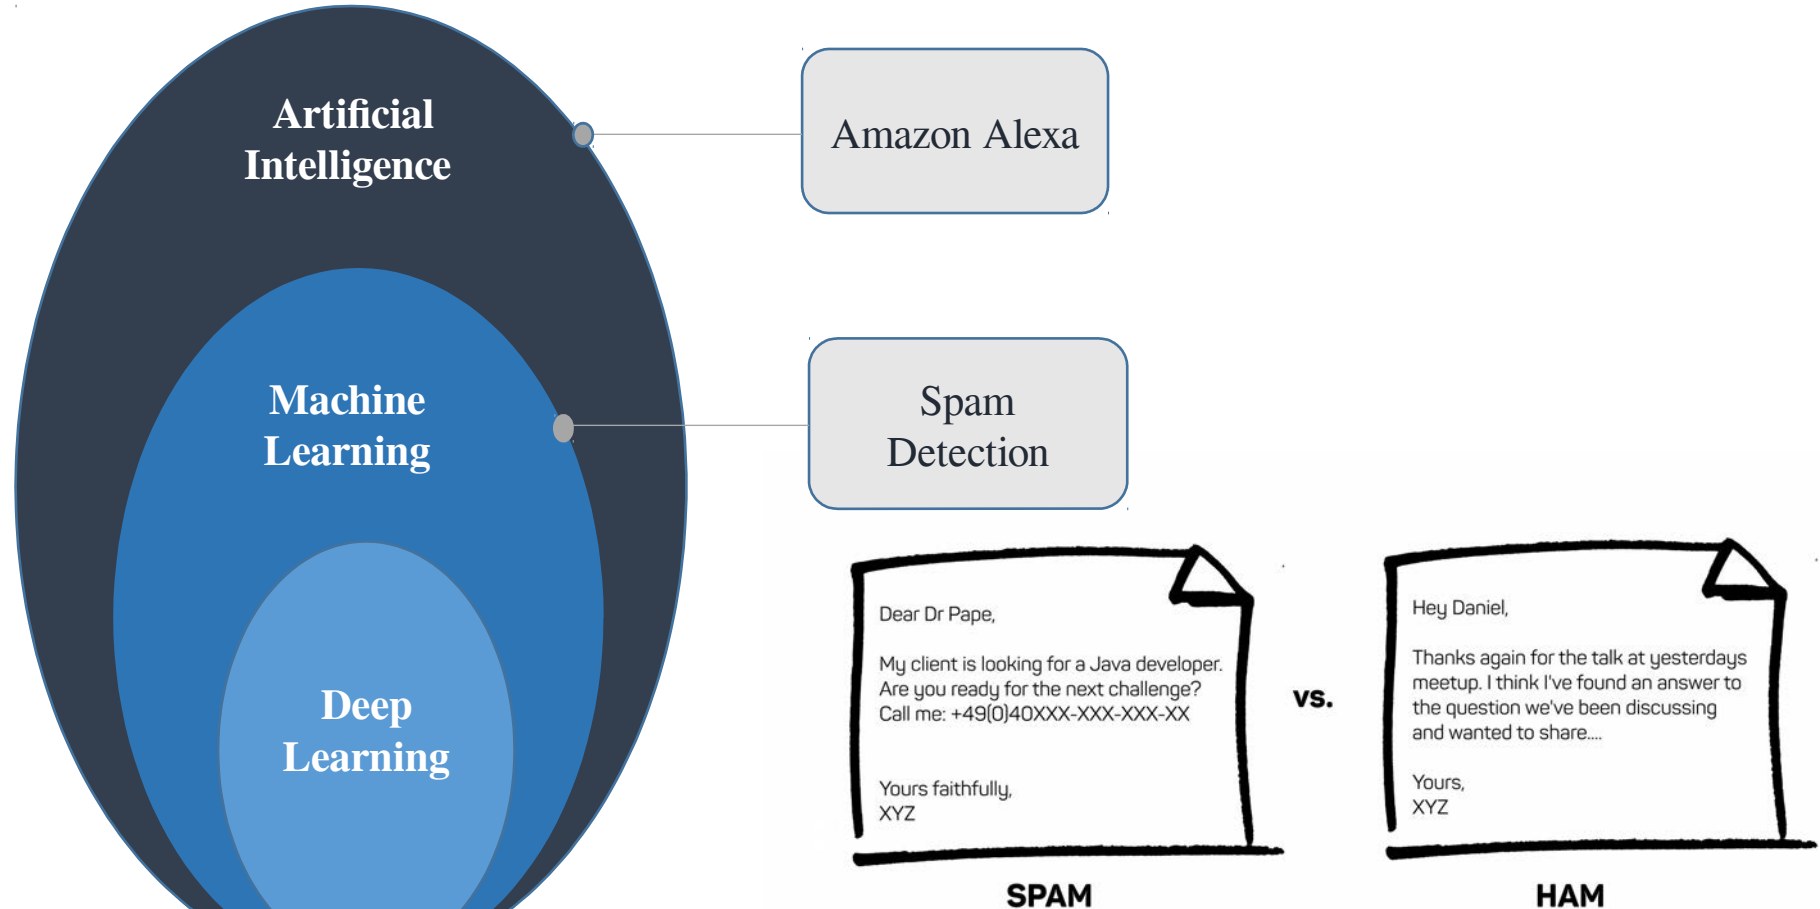 Artificial
Intelligence
Amazon Alexa
Machine
Learning
Spam
Detection
Deep
Learning
Dear Dr Pape,
My client is looking for a Java developer.
Are you ready for the next challenge?
Call me: +49(0)40XXX-XXX-XXX-XX
Yours faithfully,
XYZ
SPAM
vs.
Hey Daniel,
Thanks again for the talk at yesterdays
meetup. I think I've found an answer to
the question we've been discussing
and wanted to share....
Yours,
XYZ
HAM